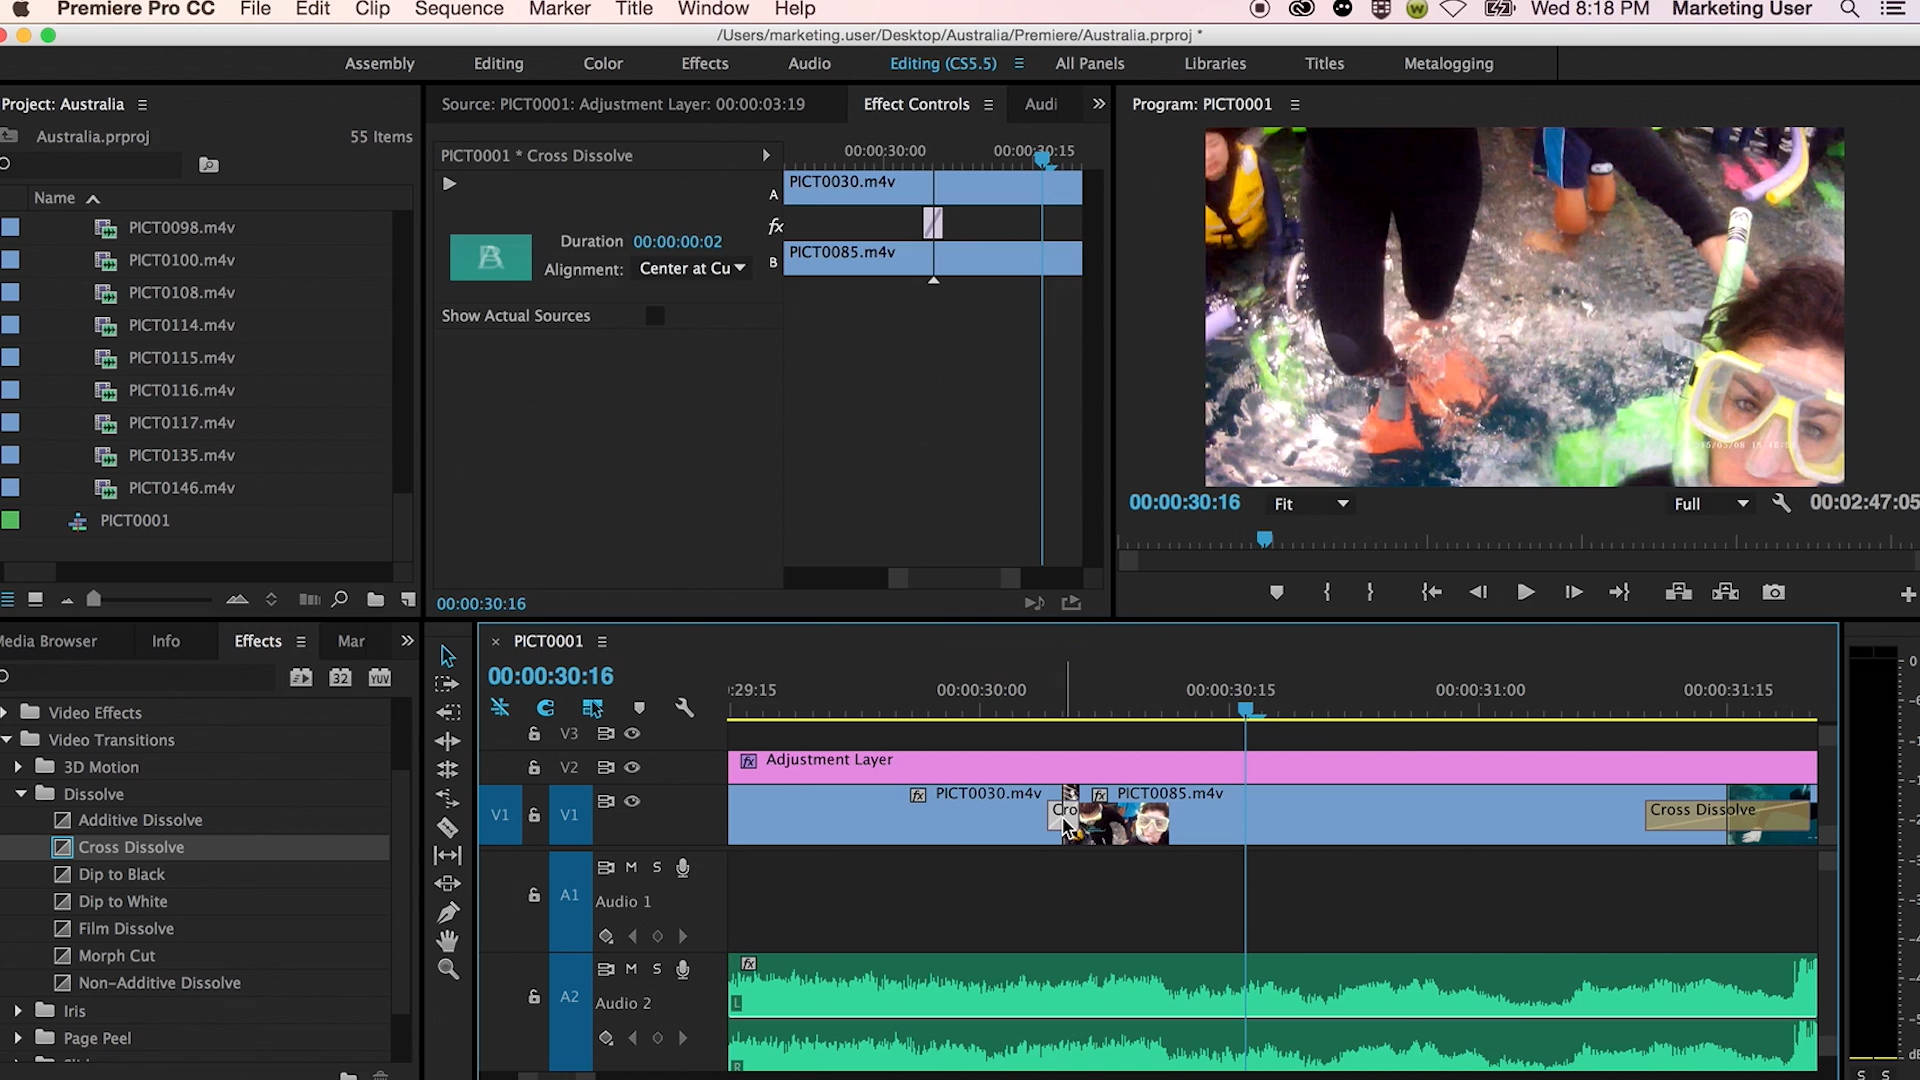 Premiere Pro CC File Edit Clip Sequence Marker Title Window Help Wed 8:18 PM Marketing User
/Users/marketing.user/Desktop/Australia/Premiere/Australia.prproj *
Assembly Editing Color Effects Audio Editing (CS5.5) All Panels Libraries Titles Metalogging
Project: Australia
Australia.prproj 55 Items
Name
PICT0098.m4v
PICT0100.m4v
PICT0108.m4v
PICT0114.m4v
PICT0115.m4v
PICT0116.m4v
PICT0117.m4v
PICT0135.m4v
PICT0146.m4v
PICT0001
Source: PICT0001: Adjustment Layer: 00:00:03:19 Effect Controls Audi
PICT0001 * Cross Dissolve
00:00:30:00 00:00:30:15
A PICT0030.m4v
fx
B PICT0085.m4v
Duration 00:00:00:02
Alignment: Center at Cu
Show Actual Sources
00:00:30:16
Program: PICT0001
00:00:30:16 Fit Full 00:02:47:05
Media Browser Info Effects Mar
32 YUV
Video Effects
Video Transitions
3D Motion
Dissolve
Additive Dissolve
Cross Dissolve
Dip to Black
Dip to White
Film Dissolve
Morph Cut
Non-Additive Dissolve
Iris
Page Peel
PICT0001
00:00:30:16
:29:15 00:00:30:00 00:00:30:15 00:00:31:00 00:00:31:15
V3
V2 fx Adjustment Layer
V1 V1 fx PICT0030.m4v Cro fx PICT0085.m4v Cross Dissolve
A1 M S
Audio 1
A2 M S fx
Audio 2 L
R
0
S S